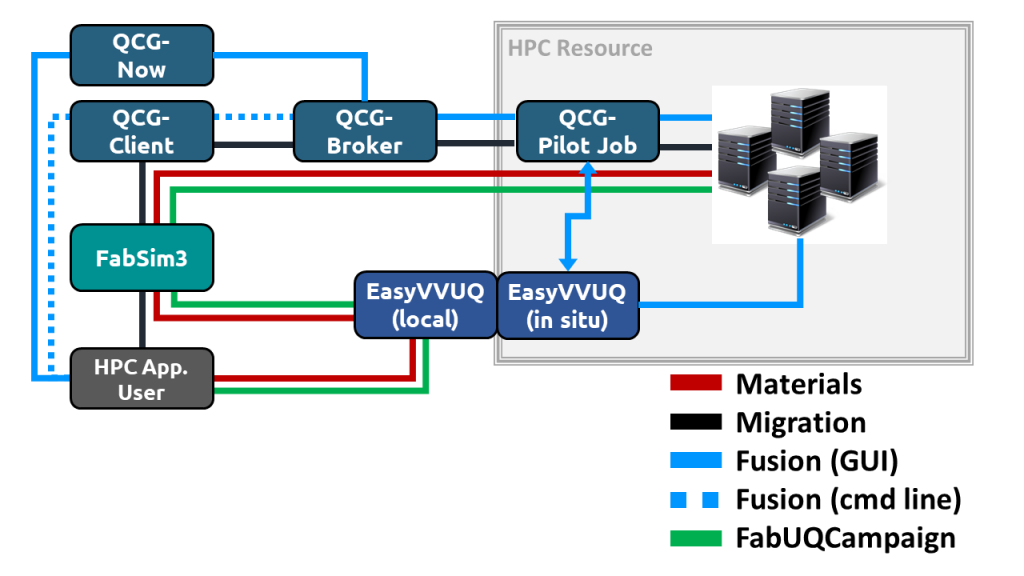 QCG-
Now
HPC Resource
QCG-
Client
QCG-
Broker
QCG-
Pilot Job
FabSim3
EasyVVUQ
(local)
EasyVVUQ
(in situ)
HPC App.
User
Materials
Migration
Fusion (GUI)
Fusion (cmd line)
FabUQCampaign